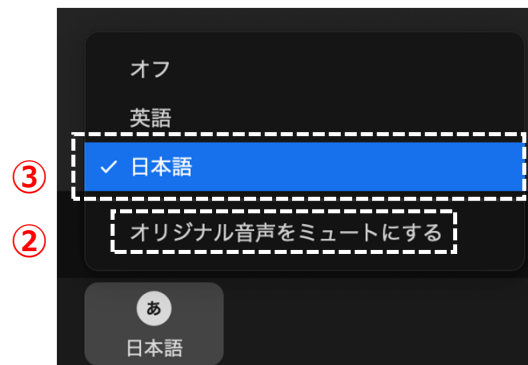 オフ
英語
③
✓ 日本語
②
オリジナル音声をミュートにする
あ
日本語